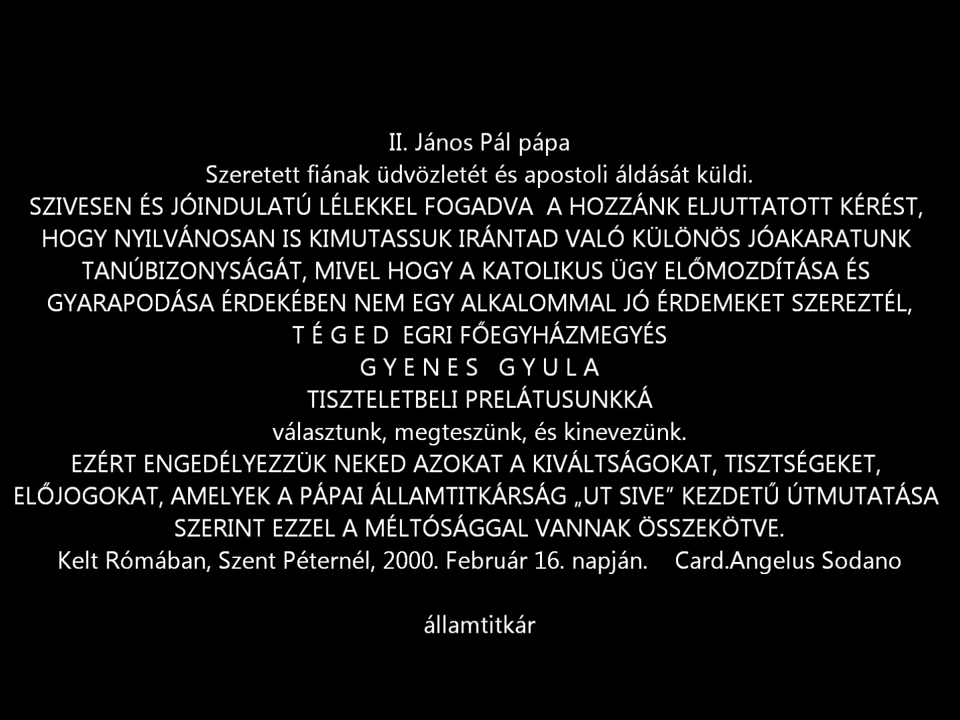 II. János Pál pápa
Szeretett fiának üdvözletét és apostoli áldását küldi.
SZIVESEN ÉS JÓINDULATÚ LÉLEKKEL FOGADVA A HOZZÁNK ELJUTTATOTT KÉRÉST,
HOGY NYILVÁNOSAN IS KIMUTASSUK IRÁNTAD VALÓ KÜLÖNÖS JÓAKARATUNK
TANÚBIZONYSÁGÁT, MIVEL HOGY A KATOLIKUS ÜGY ELŐMOZDÍTÁSA ÉS
GYARAPODÁSA ÉRDEKÉBEN NEM EGY ALKALOMMAL JÓ ÉRDEMEKET SZEREZTÉL,
T É G E D EGRI FŐEGYHÁZMEGYÉS
G Y E N E S G Y U L A
TISZTELETBELI PRELÁTUSUNKKÁ
választunk, megteszünk, és kinevezünk.
EZÉRT ENGEDÉLYEZZÜK NEKED AZOKAT A KIVÁLTSÁGOKAT, TISZTSÉGEKET,
ELŐJOGOKAT, AMELYEK A PÁPAI ÁLLAMTITKÁRSÁG „UT SIVE” KEZDETŰ ÚTMUTATÁSA
SZERINT EZZEL A MÉLTÓSÁGGAL VANNAK ÖSSZEKÖTVE.
Kelt Rómában, Szent Péternél, 2000. Február 16. napján. Card.Angelus Sodano
államtitkár